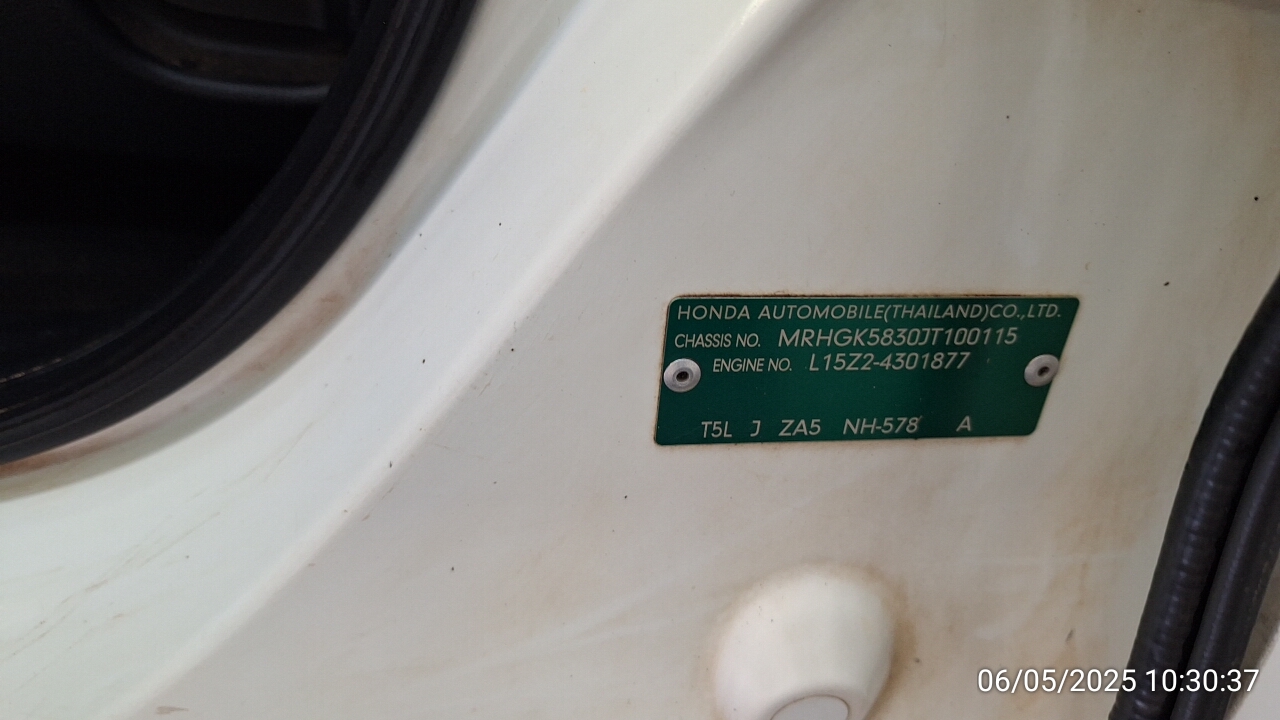 HONDA AUTOMOBILE(THAILAND)CO.,LTD.
CHASSIS NO. MRHGK5830JT100115
ENGINE NO. L15Z2-4301877
T5L J ZA5 NH-578 A
06/05/2025 10:30:37